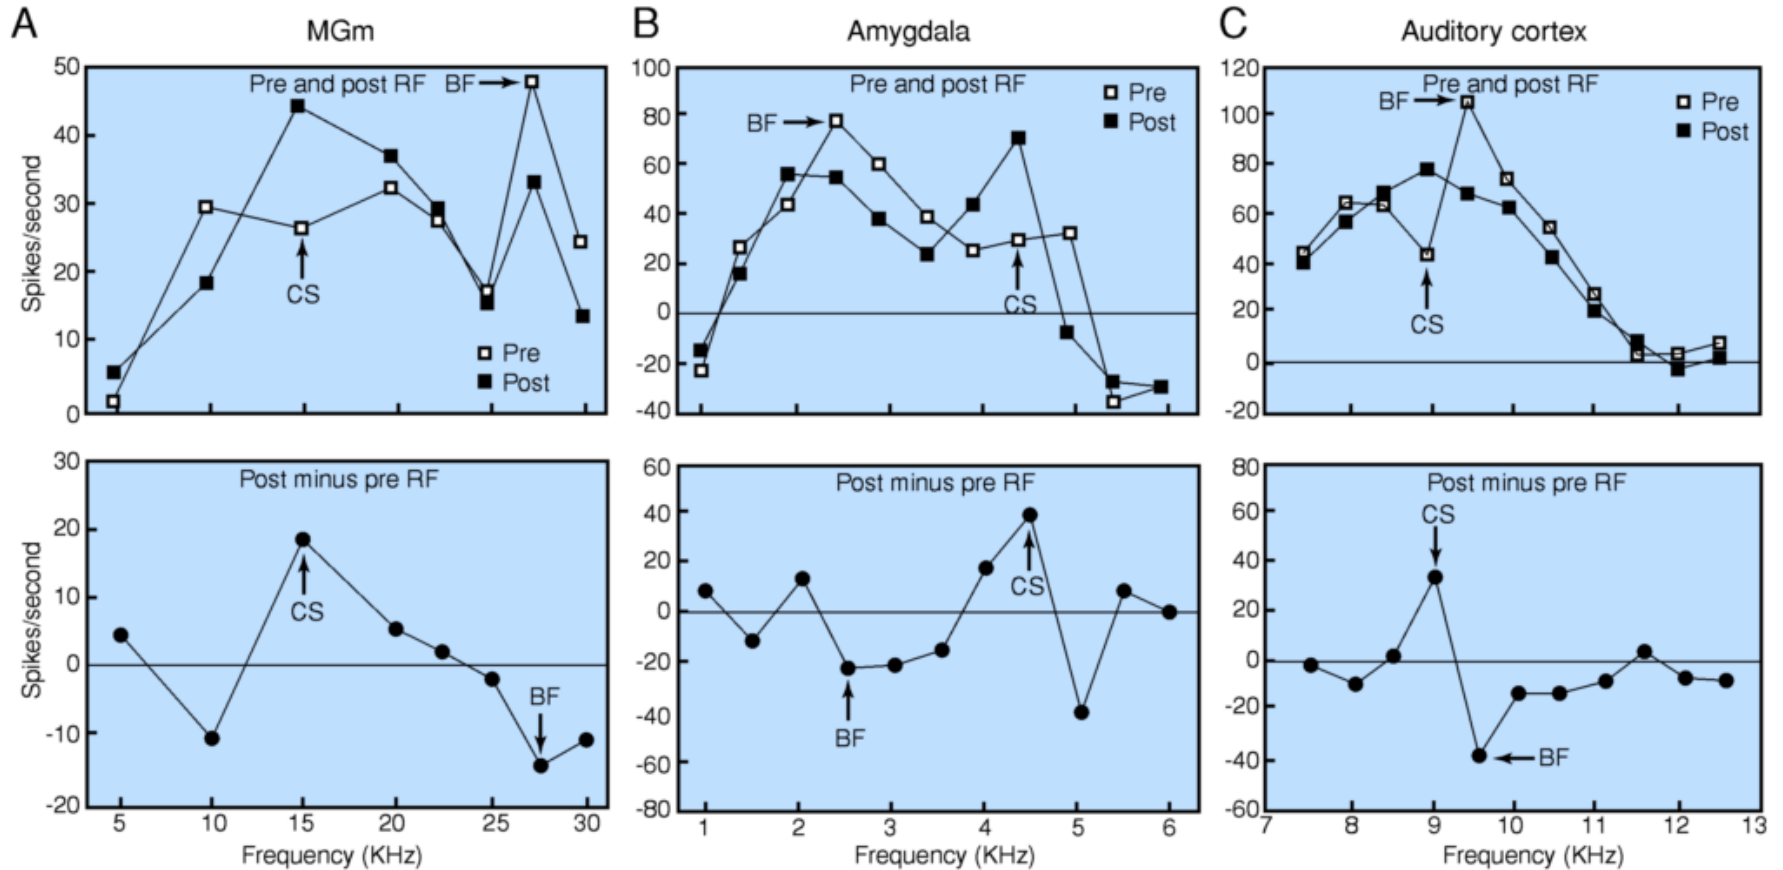 A
MGm
B
Amygdala
C
Auditory cortex
50
40
30
20
10
0
Spikes/second
Pre and post RF
BF
CS
Pre
Post
100
80
60
40
20
0
-20
-40
Pre and post RF
BF
CS
Pre
Post
120
100
80
60
40
20
0
-20
Pre and post RF
BF
CS
Pre
Post
30
20
10
0
-10
-20
Spikes/second
Post minus pre RF
CS
BF
5 10 15 20 25 30
Frequency (KHz)
60
40
20
0
-20
-40
-60
-80
Post minus pre RF
CS
BF
1 2 3 4 5 6
Frequency (KHz)
80
60
40
20
0
-20
-40
-60
Post minus pre RF
CS
BF
7 8 9 10 11 12 13
Frequency (KHz)